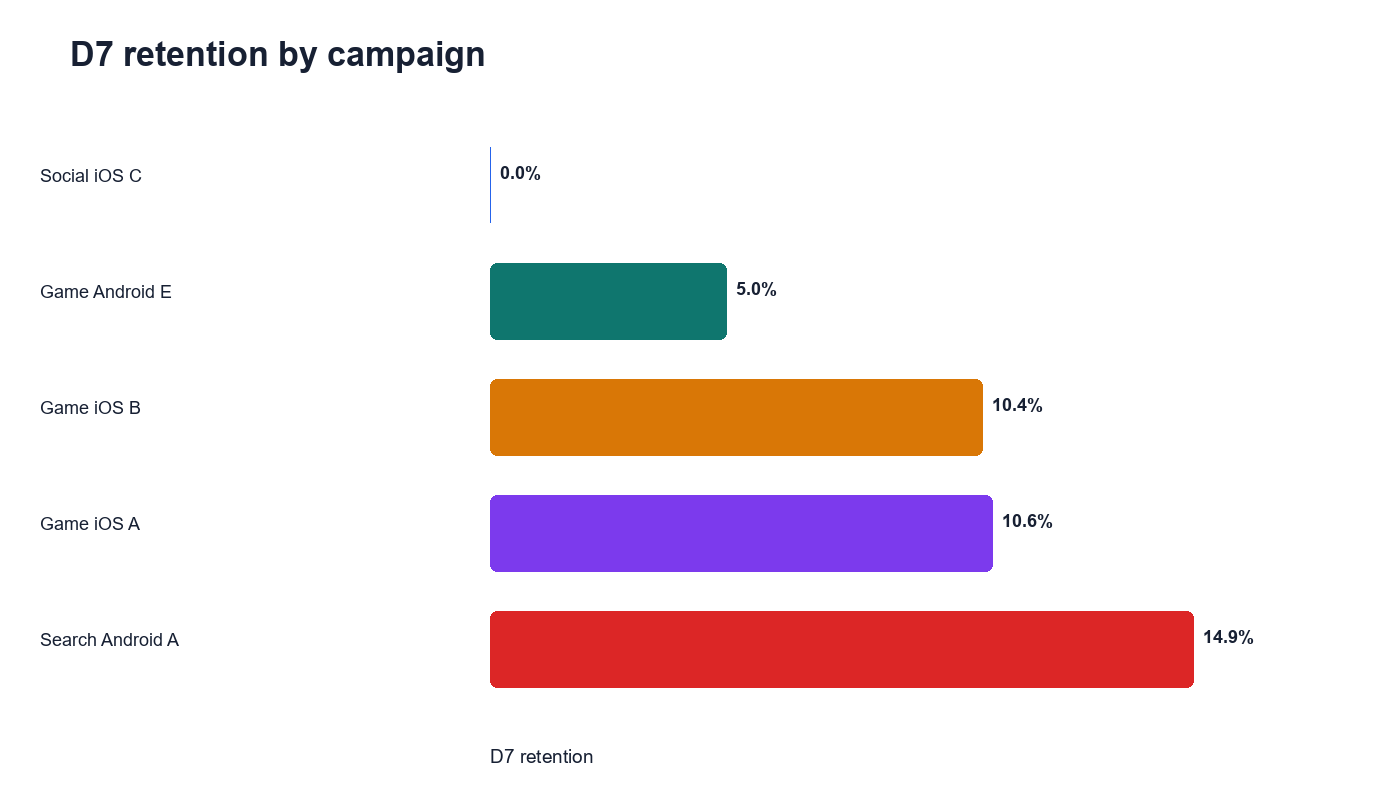 D7 retention by campaign
Social iOS C 0.0%
Game Android E 5.0%
Game iOS B 10.4%
Game iOS A 10.6%
Search Android A 14.9%
D7 retention